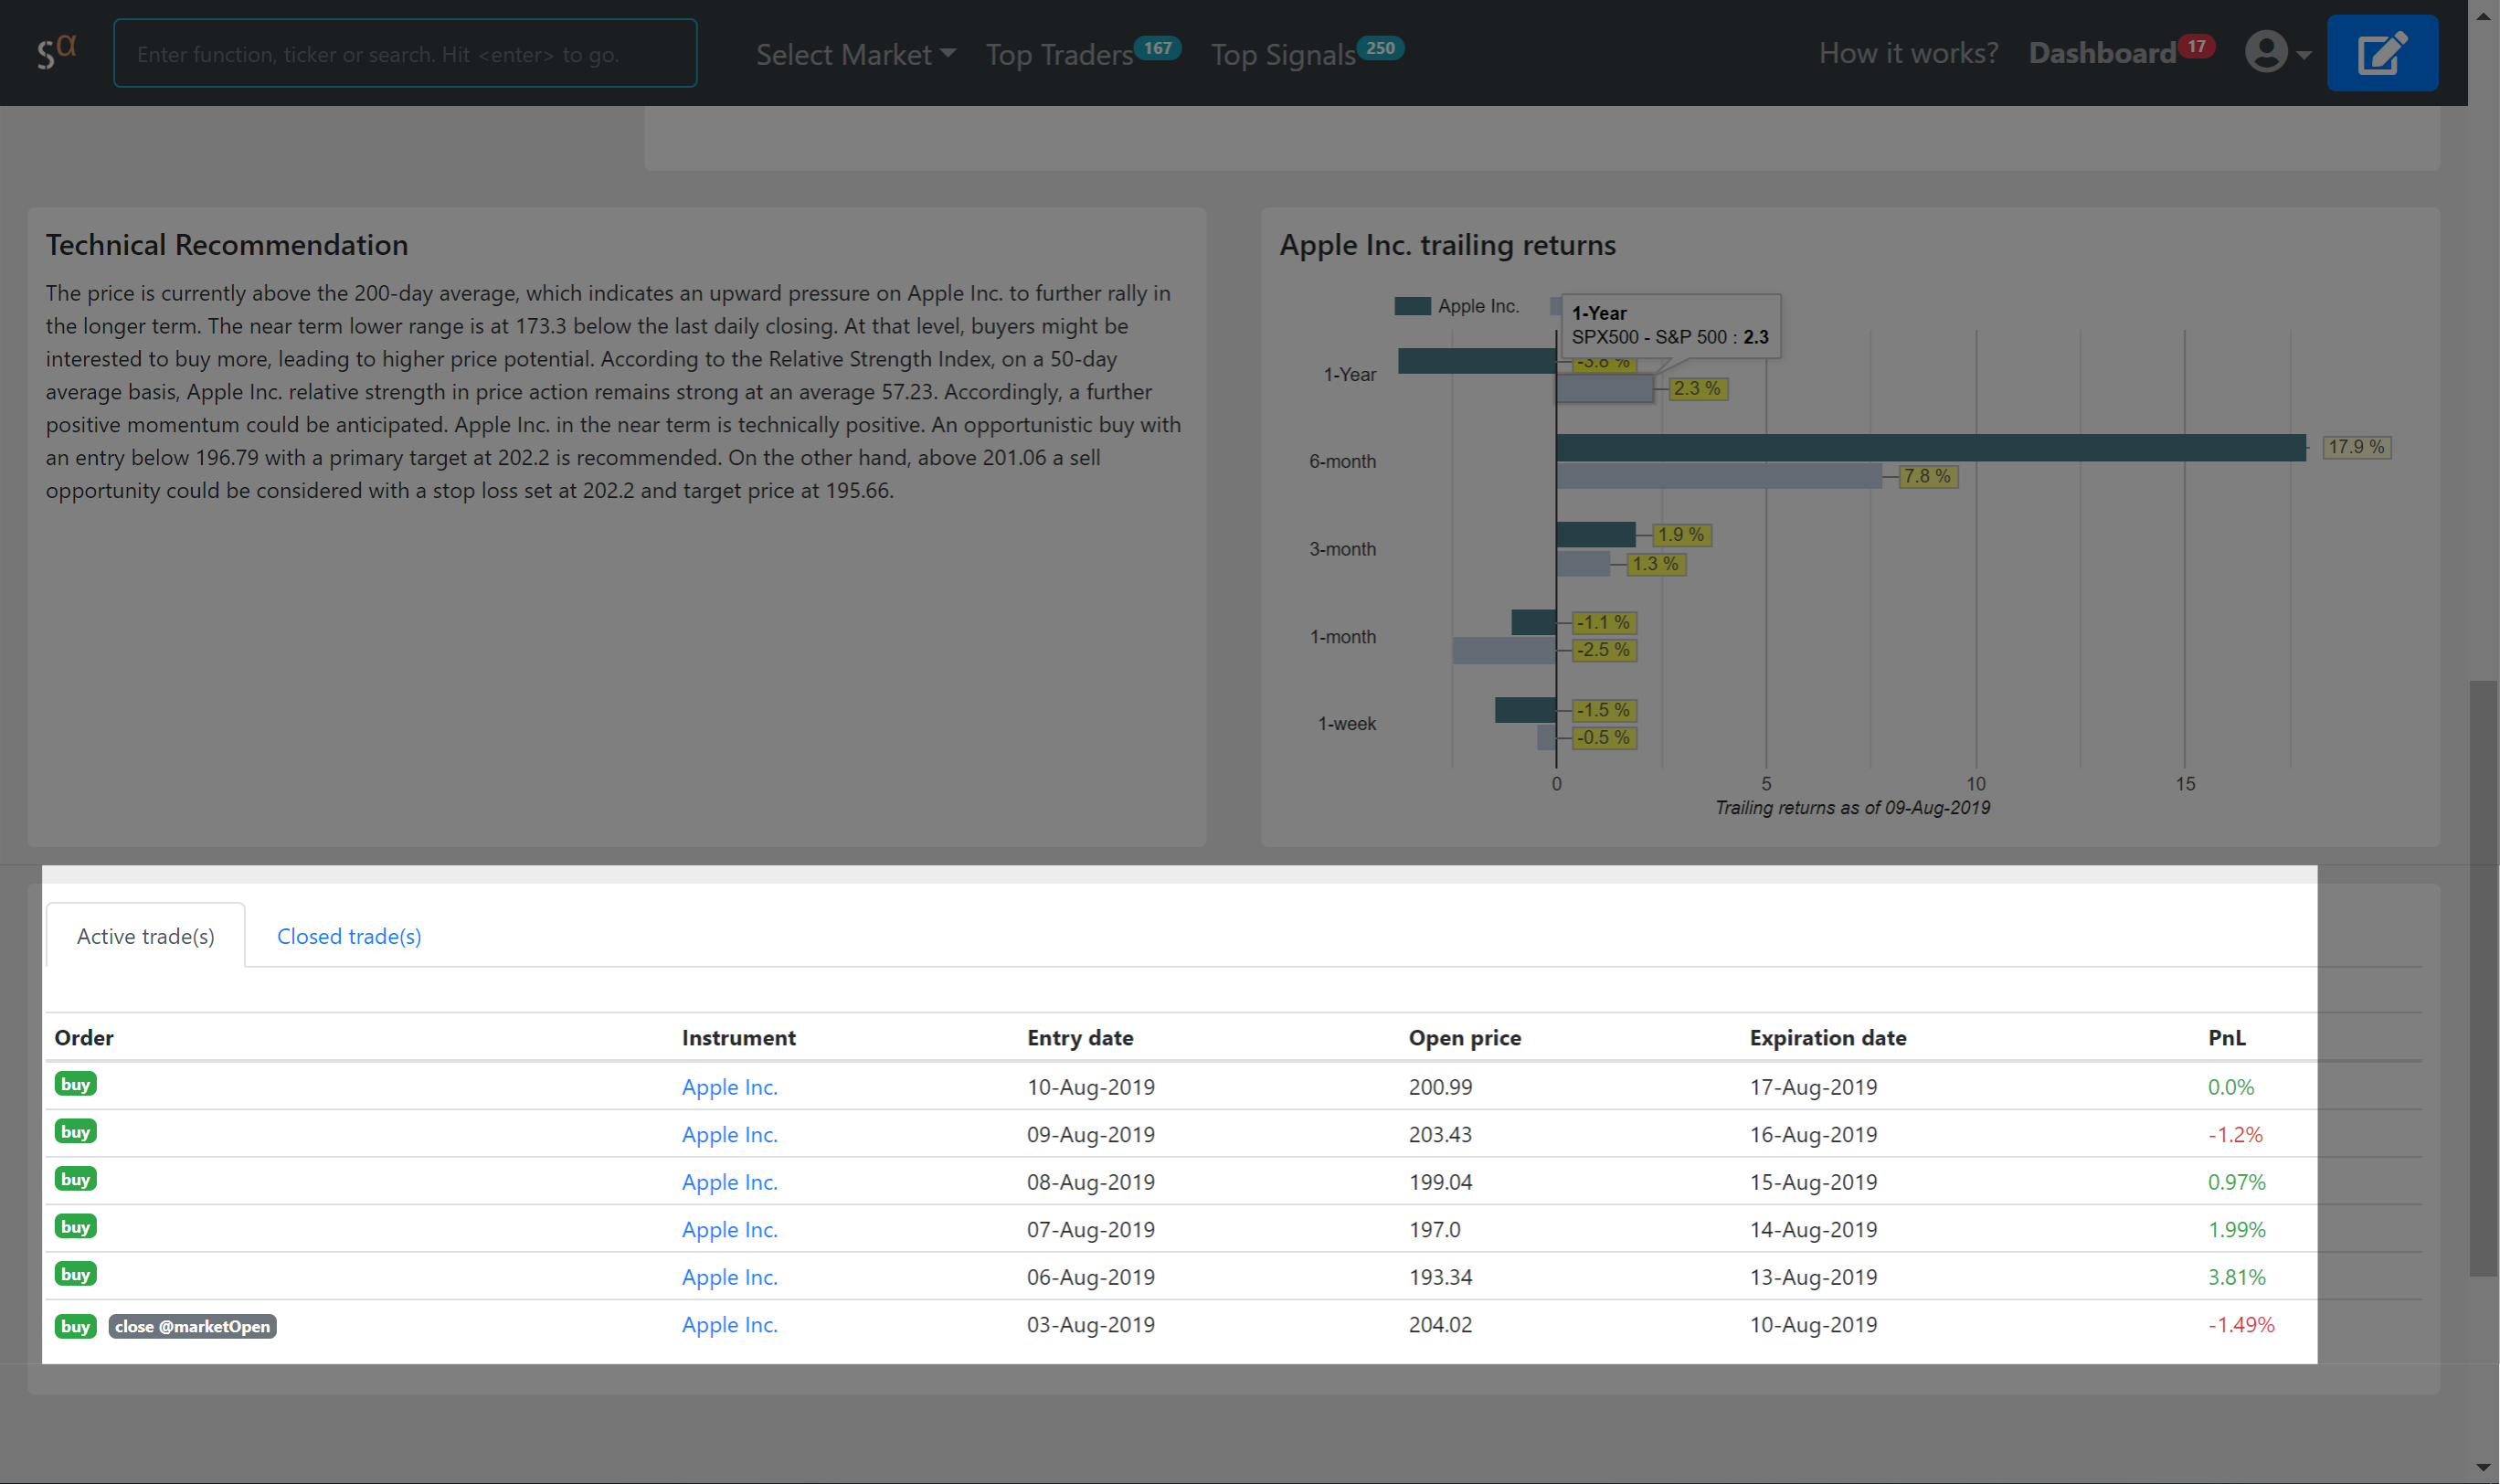 sα
Enter function, ticker or search. Hit <enter> to go.
Select Market
Top Traders 167
Top Signals 250
How it works?
Dashboard 17
Technical Recommendation
The price is currently above the 200-day average, which indicates an upward pressure on Apple Inc. to further rally in
the longer term. The near term lower range is at 173.3 below the last daily closing. At that level, buyers might be
interested to buy more, leading to higher price potential. According to the Relative Strength Index, on a 50-day
average basis, Apple Inc. relative strength in price action remains strong at an average 57.23. Accordingly, a further
positive momentum could be anticipated. Apple Inc. in the near term is technically positive. An opportunistic buy with
an entry below 196.79 with a primary target at 202.2 is recommended. On the other hand, above 201.06 a sell
opportunity could be considered with a stop loss set at 202.2 and target price at 195.66.
Apple Inc. trailing returns
Apple Inc.
1-Year
SPX500 - S&P 500 : 2.3
1-Year
-3.8 %
2.3 %
6-month
17.9 %
7.8 %
3-month
1.9 %
1.3 %
1-month
-1.1 %
-2.5 %
1-week
-1.5 %
-0.5 %
0 5 10 15
Trailing returns as of 09-Aug-2019
Active trade(s) Closed trade(s)
Order Instrument Entry date Open price Expiration date PnL
buy Apple Inc. 10-Aug-2019 200.99 17-Aug-2019 0.0%
buy Apple Inc. 09-Aug-2019 203.43 16-Aug-2019 -1.2%
buy Apple Inc. 08-Aug-2019 199.04 15-Aug-2019 0.97%
buy Apple Inc. 07-Aug-2019 197.0 14-Aug-2019 1.99%
buy Apple Inc. 06-Aug-2019 193.34 13-Aug-2019 3.81%
buy close @marketOpen Apple Inc. 03-Aug-2019 204.02 10-Aug-2019 -1.49%